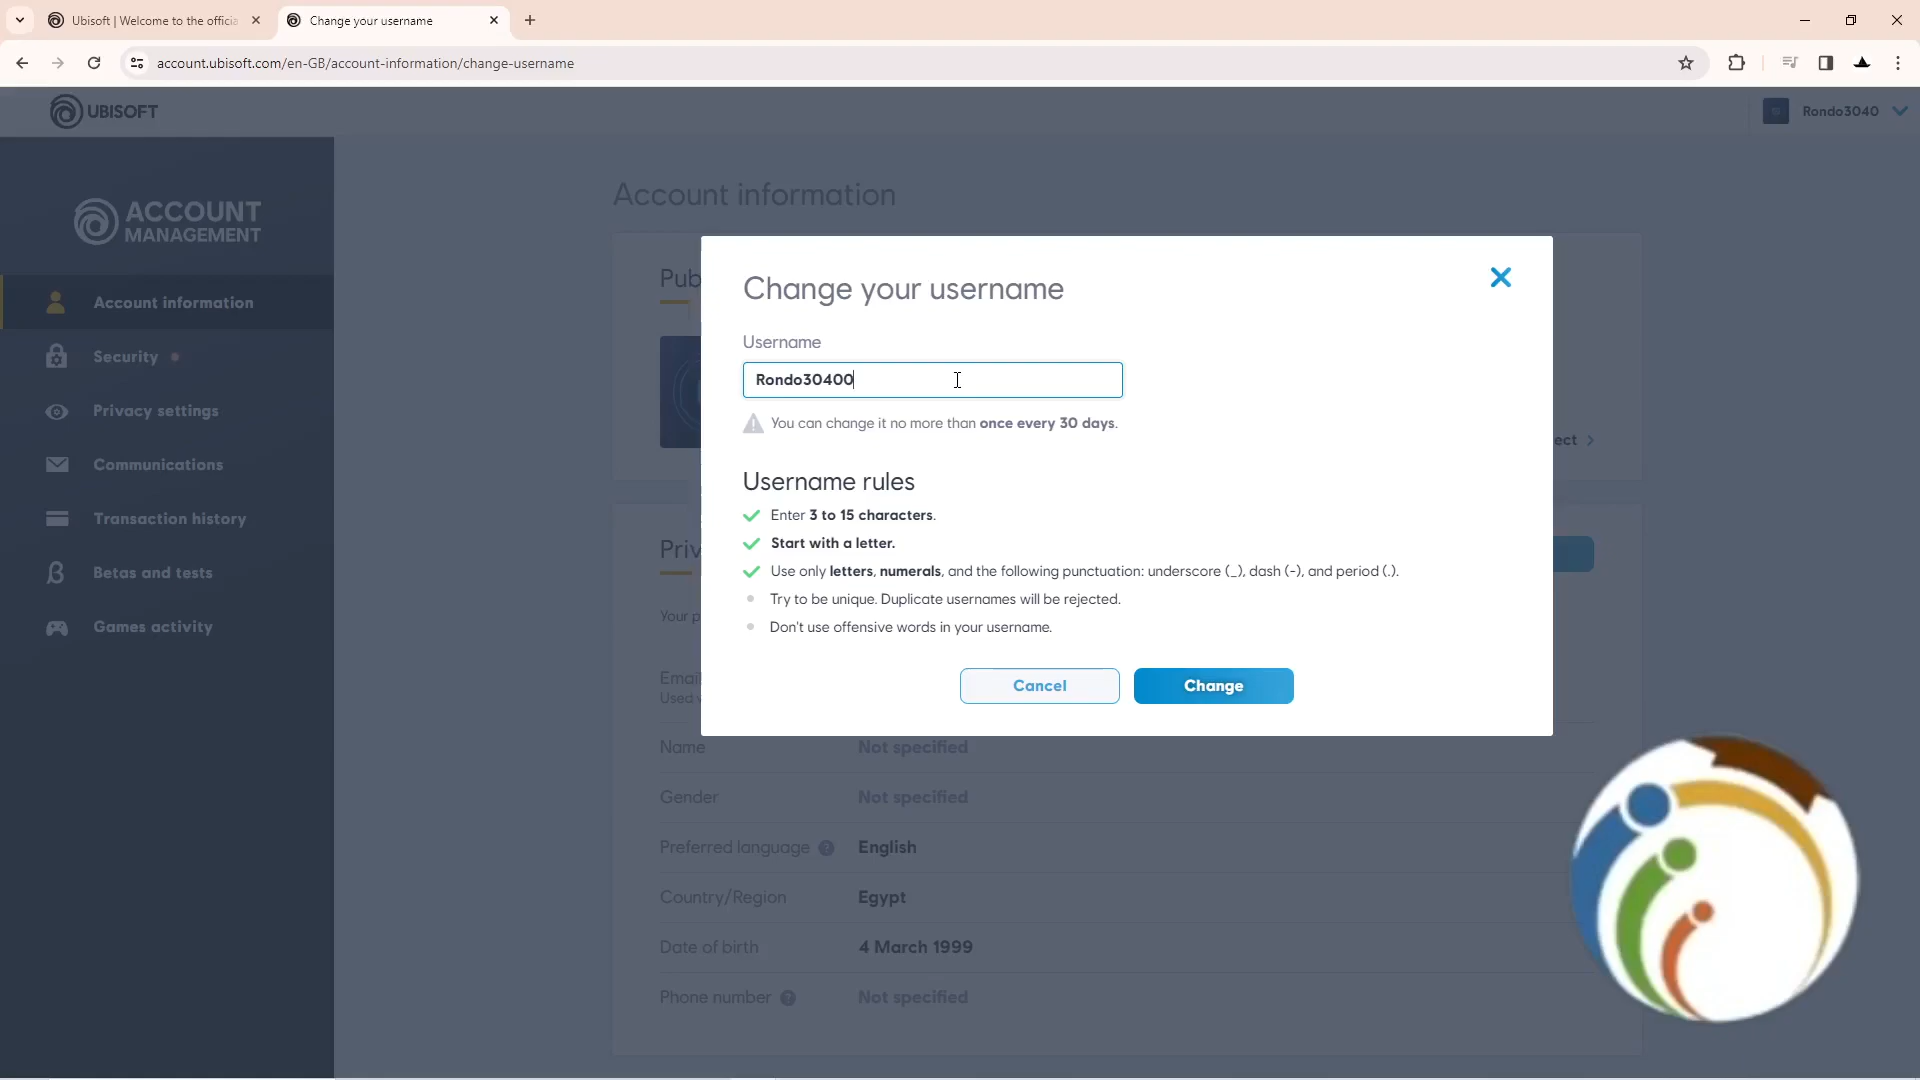 Ubisoft | Welcome to the officia
Change your username
account.ubisoft.com/en-GB/account-information/change-username
UBISOFT
Rondo3040
ACCOUNT
MANAGEMENT
Account information
Security
Privacy settings
Communications
Transaction history
Betas and tests
Games activity
Account information
Pub
ect
Change your username
Username
Rondo30400
You can change it no more than once every 30 days.
Username rules
Enter 3 to 15 characters.
Start with a letter.
Use only letters, numerals, and the following punctuation: underscore (_), dash (-), and period (.).
Try to be unique. Duplicate usernames will be rejected.
Don't use offensive words in your username.
Cancel
Change
Priv
Your p
Email
Used v
Name Not specified
Gender Not specified
Preferred language ? English
Country/Region Egypt
Date of birth 4 March 1999
Phone number ? Not specified